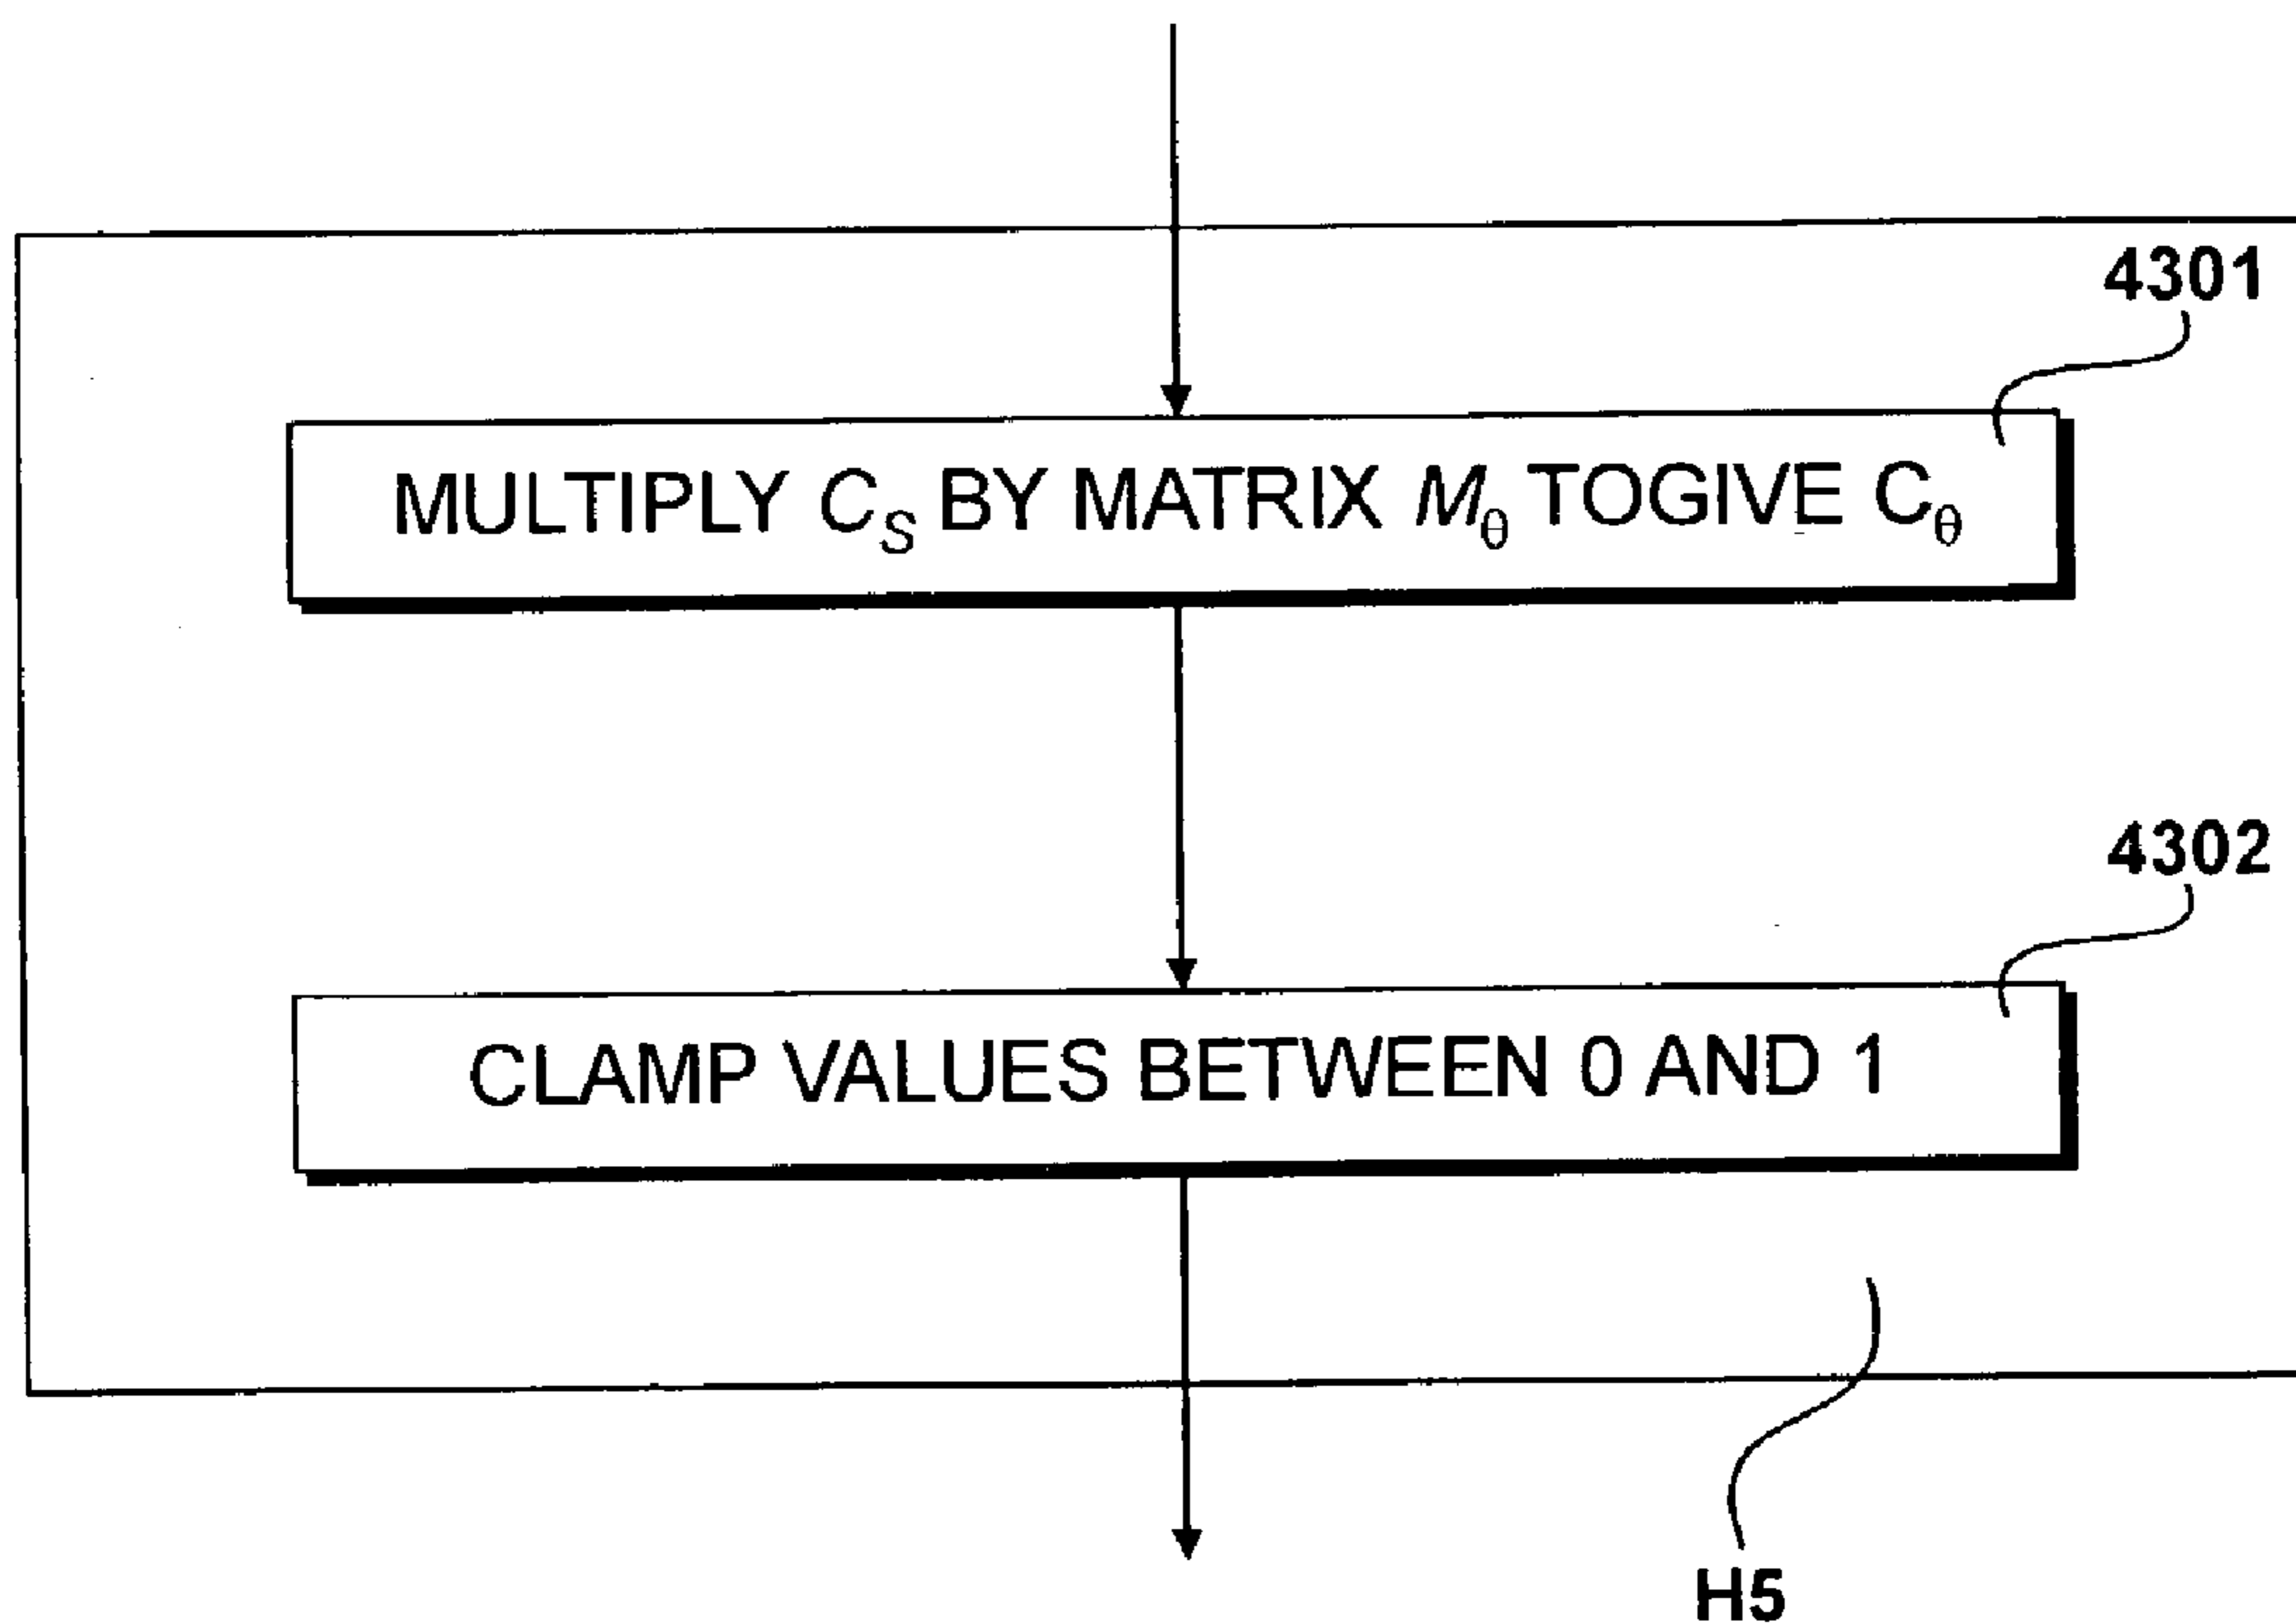 4301
MULTIPLY C_S BY MATRIX M_θ TOGIVE C_θ
4302
CLAMP VALUES BETWEEN 0 AND 1
H5